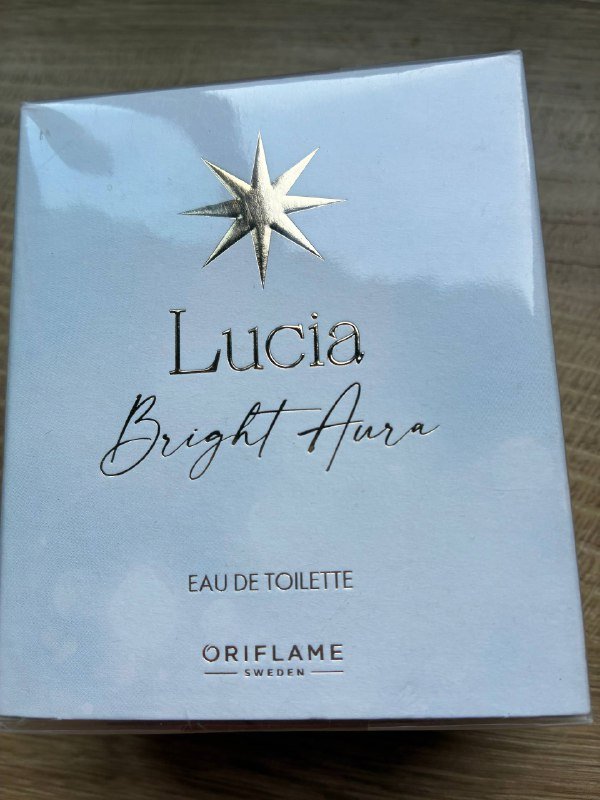 Lucia
Bright Aura
EAU DE TOILETTE
ORIFLAME
SWEDEN